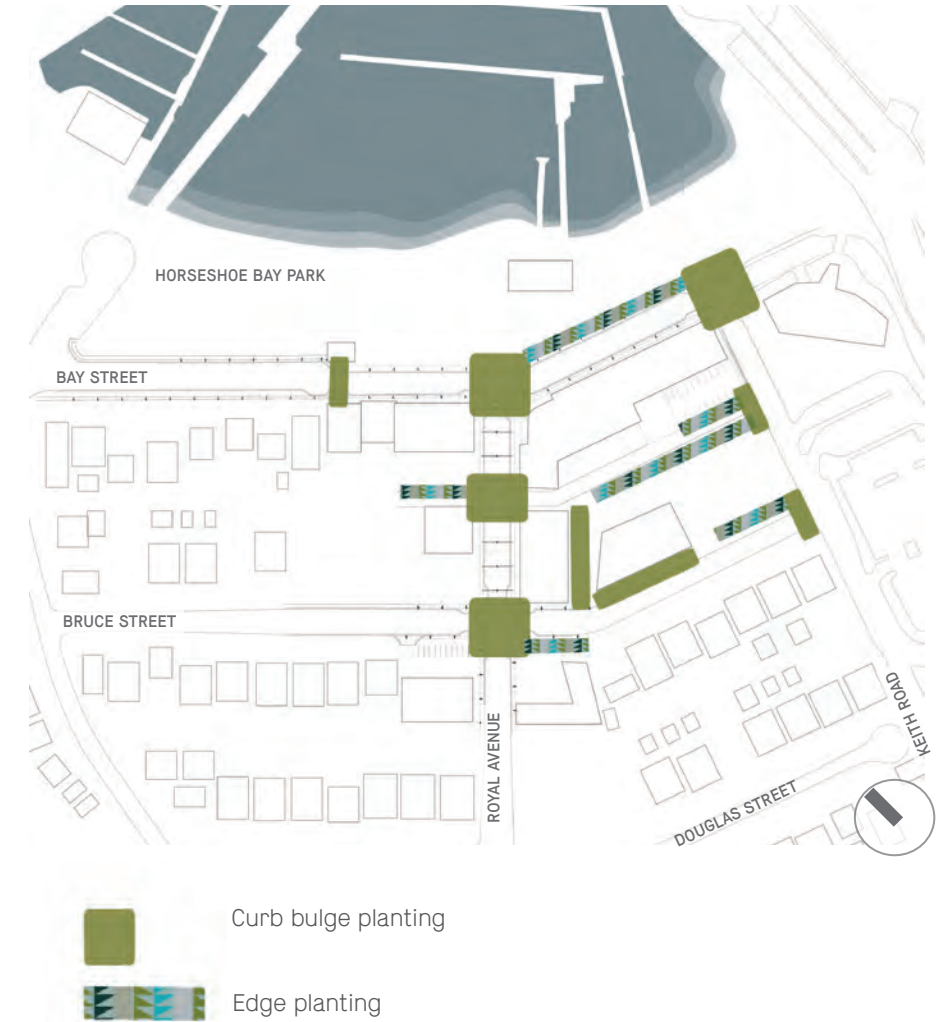 HORSESHOE BAY PARK
BAY STREET
BRUCE STREET
ROYAL AVENUE
KEITH ROAD
DOUGLAS STREET
Curb bulge planting
Edge planting